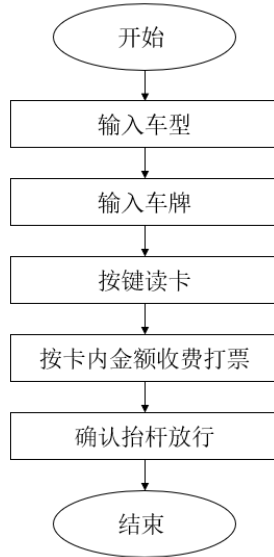 开始
输入车型
输入车牌
按键读卡
按卡内金额收费打票
确认抬杆放行
结束